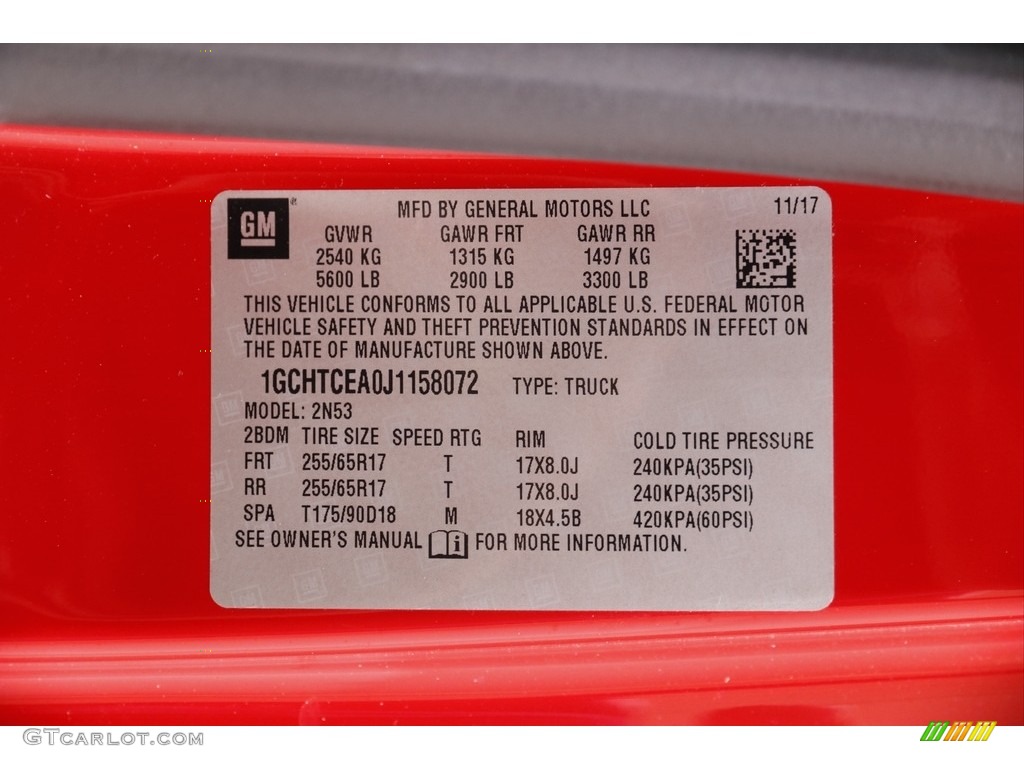 GM
MFD BY GENERAL MOTORS LLC 11/17
GVWR GAWR FRT GAWR RR
2540 KG 1315 KG 1497 KG
5600 LB 2900 LB 3300 LB
THIS VEHICLE CONFORMS TO ALL APPLICABLE U.S. FEDERAL MOTOR
VEHICLE SAFETY AND THEFT PREVENTION STANDARDS IN EFFECT ON
THE DATE OF MANUFACTURE SHOWN ABOVE.
1GCHTCEA0J1158072 TYPE: TRUCK
MODEL: 2N53
2BDM TIRE SIZE SPEED RTG RIM COLD TIRE PRESSURE
FRT 255/65R17 T 17X8.0J 240KPA(35PSI)
RR 255/65R17 T 17X8.0J 240KPA(35PSI)
SPA T175/90D18 M 18X4.5B 420KPA(60PSI)
SEE OWNER'S MANUAL i FOR MORE INFORMATION.
GTCARLOT.COM